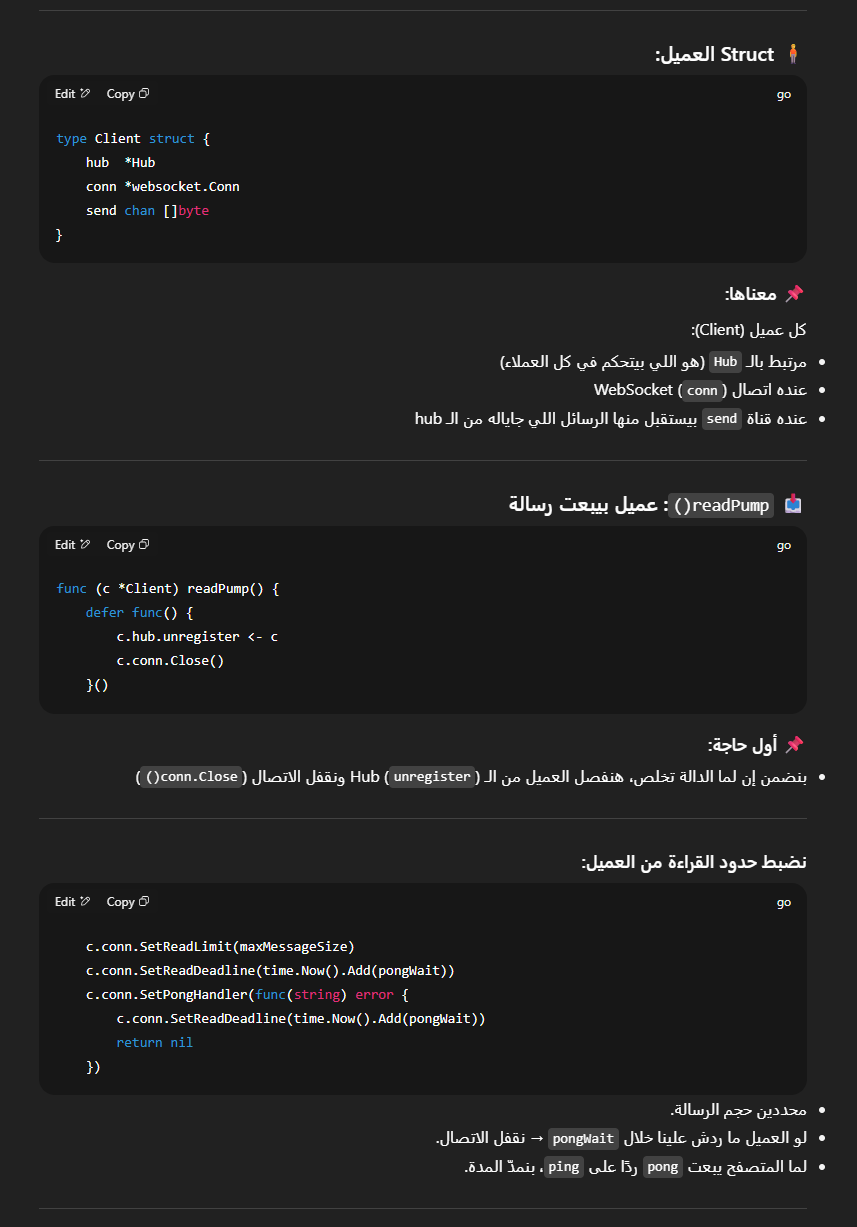 🧍 Struct العميل:
Edit Copy go
type Client struct {
    hub  *Hub
    conn *websocket.Conn
    send chan []byte
}
📌 معناها:
كل عميل (Client):
مرتبط بالـ Hub (هو اللي بيتحكم في كل العملاء)
عنده اتصال WebSocket (conn)
عنده قناة send بيستقبل منها الرسائل اللي جاياله من الـ hub
📥 readPump(): عميل بيبعت رسالة
Edit Copy go
func (c *Client) readPump() {
    defer func() {
        c.hub.unregister <- c
        c.conn.Close()
    }()
📌 أول حاجة:
بنضمن إن لما الدالة تخلص، هنفصل العميل من الـ Hub (unregister) ونقفل الاتصال (conn.Close())
نضبط حدود القراءة من العميل:
Edit Copy go
    c.conn.SetReadLimit(maxMessageSize)
    c.conn.SetReadDeadline(time.Now().Add(pongWait))
    c.conn.SetPongHandler(func(string) error {
        c.conn.SetReadDeadline(time.Now().Add(pongWait))
        return nil
    })
محددين حجم الرسالة.
لو العميل ما ردش علينا خلال pongWait → نقفل الاتصال.
لما المتصفح يبعت pong ردًا على ping، بنمدّ المدة.